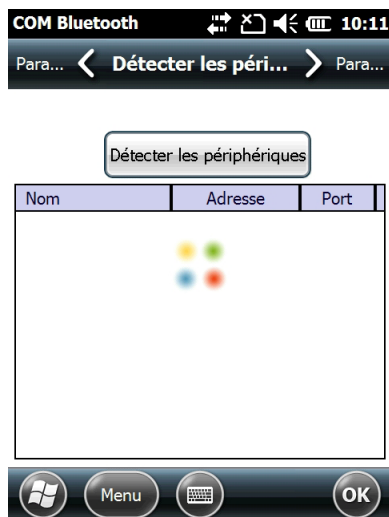 COM Bluetooth 10:11
Para... Détecter les péri... Para...
Détecter les périphériques
Nom Adresse Port
Menu OK